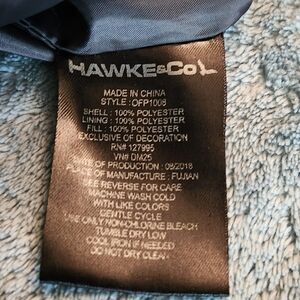 HAWKE & Co
MADE IN CHINA
STYLE : OFP1008
SHELL : 100% POLYESTER
LINING : 100% POLYESTER
FILL : 100% POLYESTER
EXCLUSIVE OF DECORATION
RN# 127995
VN# DM25
DATE OF PRODUCTION : 08/2018
PLACE OF MANUFACTURE : FUJIAN
SEE REVERSE FOR CARE
MACHINE WASH COLD
WITH LIKE COLORS
GENTLE CYCLE
USE ONLY NON-CHLORINE BLEACH
TUMBLE DRY LOW
COOL IRON IF NEEDED
DO NOT DRY CLEAN